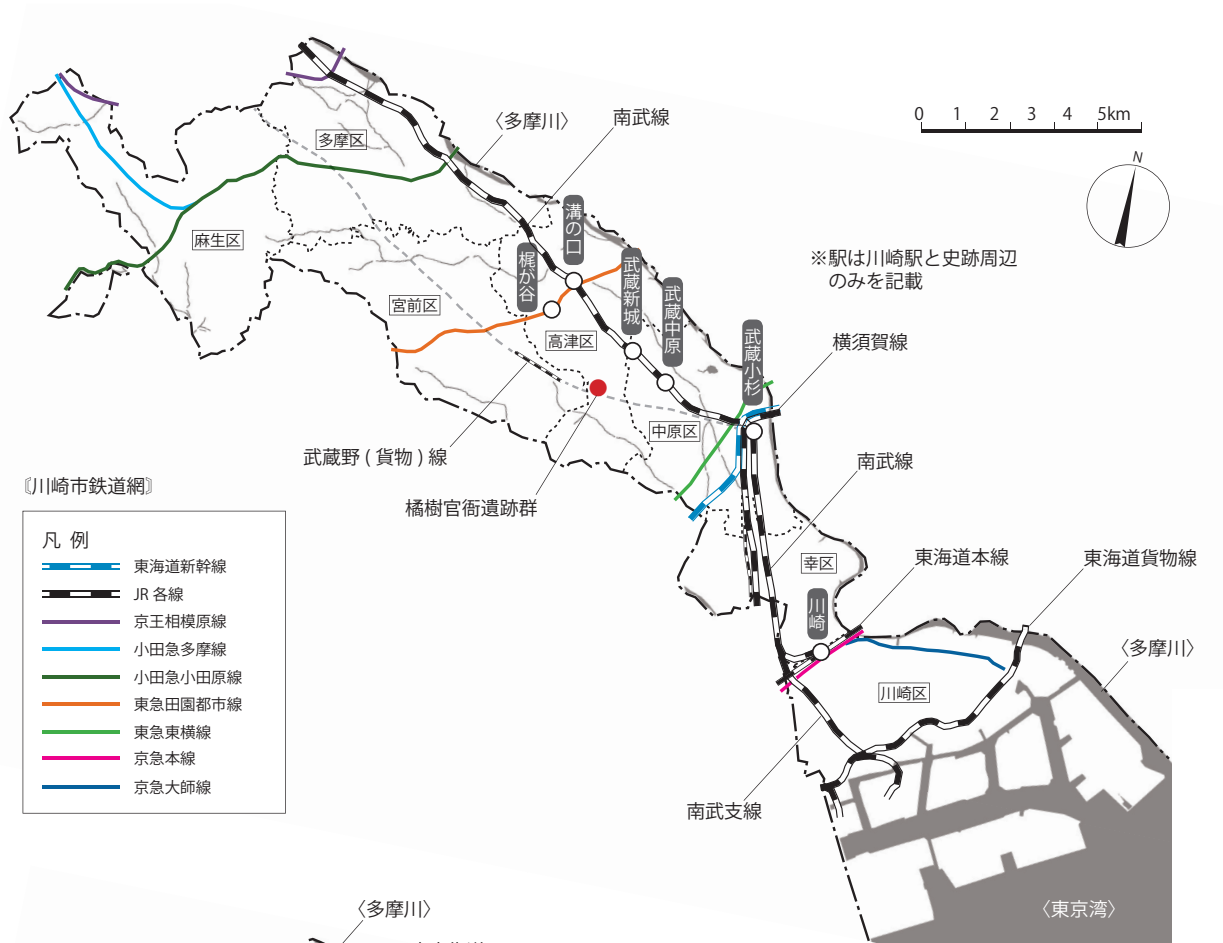 〈多摩川〉
南武線
多摩区
溝の口
麻生区
梶が谷
武蔵新城
武蔵中原
宮前区
高津区
武蔵小杉
横須賀線
0 1 2 3 4 5km
N
※駅は川崎駅と史跡周辺
のみを記載
中原区
武蔵野(貨物)線
橘樹官衙遺跡群
南武線
幸区
川崎
東海道本線
東海道貨物線
〈多摩川〉
川崎区
南武支線
〈東京湾〉
〖川崎市鉄道網〗
凡 例
東海道新幹線
JR 各線
京王相模原線
小田急多摩線
小田急小田原線
東急田園都市線
東急東横線
京急本線
京急大師線
〈多摩川〉